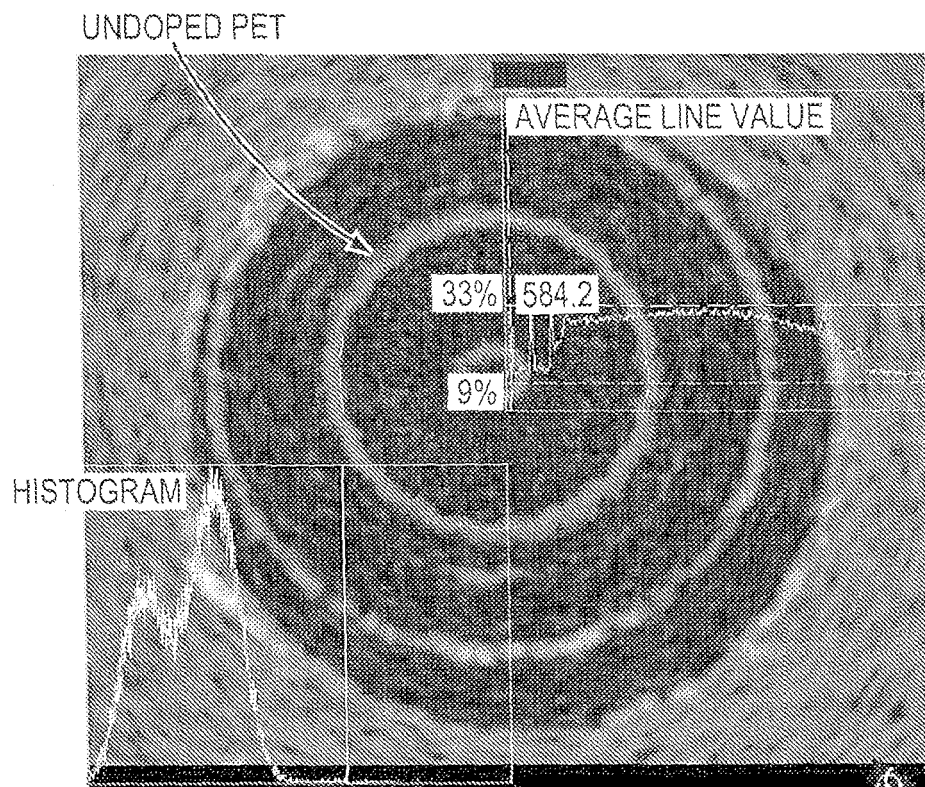 UNDOPED PET
AVERAGE LINE VALUE
33% 584.2
9%
HISTOGRAM